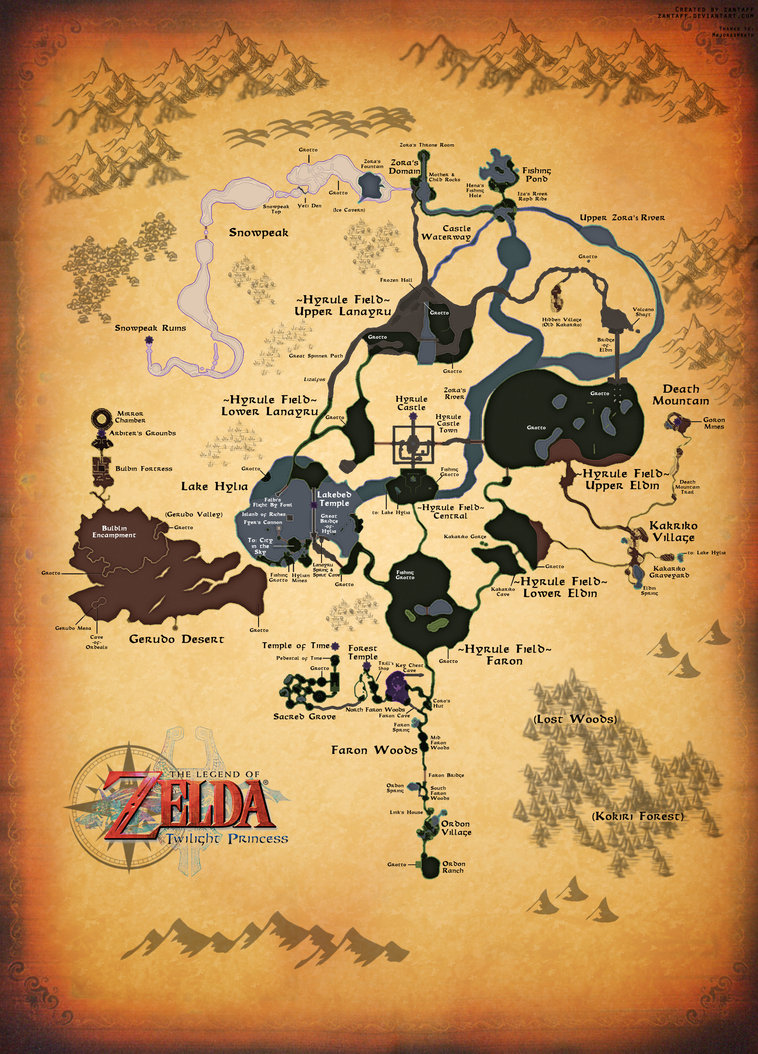 CREATED BY ZANTAFF
ZANTAFF.DEVIANTART.COM
THANKS TO:
Zora's Throne Room
Grotto
Zora's
Fountain
Zora's
Domain
Mother &
Child Rocks
Fishing
Pond
Hena's
Fishing
Hole
Iza's River
Rapid Ride
Grotto
(Ice Cavern)
Snowpeak
Top
Yeti Den
Castle
Waterway
Upper Zora's River
Snowpeak
Grotto
Frozen Hall
~Hyrule Field~
Upper Lanayru
Grotto
Hidden Village
(Old Kakariko)
Volcano
Shaft
Snowpeak Ruins
Grotto
Bridge
of
Eldin
Great Spinner Path
Grotto
Lizalfos
Zora's
River
Grotto
Death
Mountain
~Hyrule Field~
Lower Lanayru
Hyrule
Castle
Mirror
Chamber
Grotto
Hyrule
Castle
Town
Grotto
Goron
Mines
Arbiter's Grounds
Bulbin Fortress
Grotto
Fishing
Grotto
~Hyrule Field~
Upper Eldin
Death
Mountain
Trail
Lake Hylia
Falbi's
Flight By Fowl
Lakebed
Temple
(Gerudo Valley)
Island of Riches
Fyer's Cannon
Great
Bridge
of
Hylia
to: Lake Hylia
~Hyrule Field~
Central
Bulblin
Encampment
Grotto
To: City
in the
Sky
Kakariko Gorge
Kakriko
Village
to: Lake Hylia
Grotto
Fishing
Grotto
Hylian
Mines
Lanayru
Spring &
Spirit Cave
Grotto
Fishing
Grotto
Grotto
Kakariko
Graveyard
Kakariko
Cave
~Hyrule Field~
Lower Eldin
Eldin
Spring
Gerudo Mesa
Cave
of
Ordeals
Gerudo Desert
Grotto
Temple of Time
Forest
Temple
~Hyrule Field~
Faron
Pedestal of Time
Trill's
Shop
Key Chest
Cave
Grotto
Grotto
Sacred Grove
North Faron Woods
Faron Cave
Coro's
Hut
(Lost Woods)
Faron
Spring
Faron Woods
Mid
Faron
Woods
Faron Bridge
THE LEGEND OF
ZELDA®
Twilight Princess
Ordon
Spring
South
Faron
Woods
Link's House
Ordon
Village
(Kokiri Forest)
Grotto
Ordon
Ranch